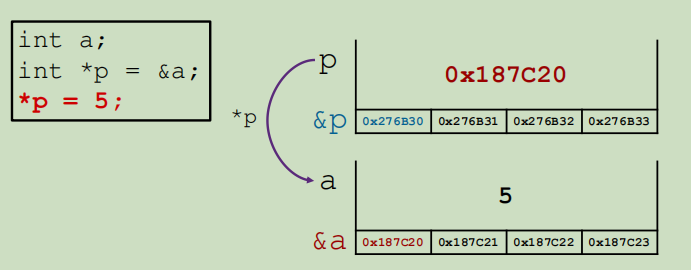 int a;
int *p = &a;
*p = 5;
p
0x187C20
*p
&p 0x276B30 0x276B31 0x276B32 0x276B33
a
5
&a 0x187C20 0x187C21 0x187C22 0x187C23